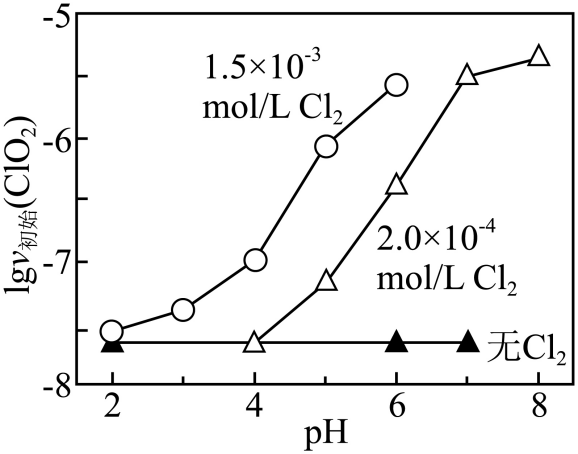 -5
1.5×10⁻³
mol/L Cl₂
-6
lgv初始(ClO₂)
2.0×10⁻⁴
mol/L Cl₂
-7
无Cl₂
-8
2 4 6 8
pH